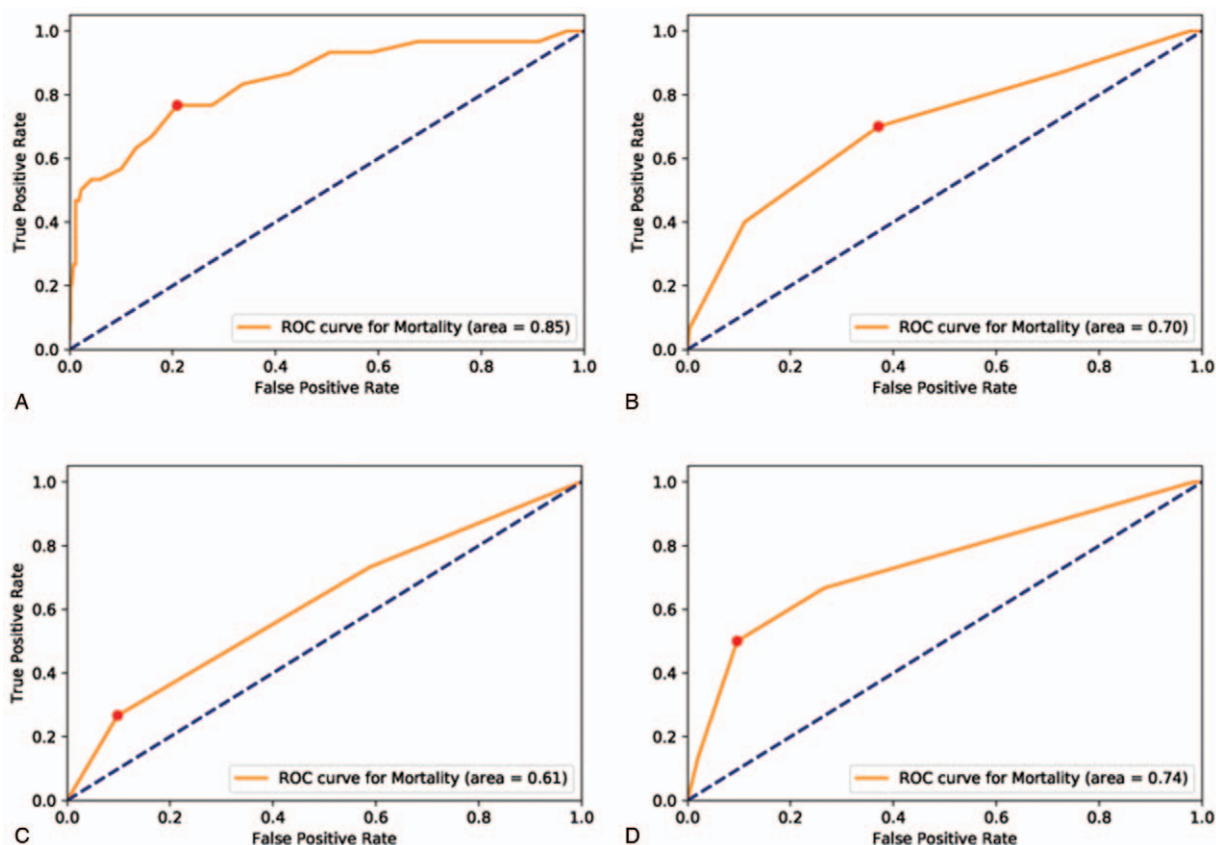 1.0
0.8
0.6
0.4
0.2
0.0
True Positive Rate
ROC curve for Mortality (area = 0.85)
0.0 0.2 0.4 0.6 0.8 1.0
False Positive Rate
A
1.0
0.8
0.6
0.4
0.2
0.0
True Positive Rate
ROC curve for Mortality (area = 0.70)
0.0 0.2 0.4 0.6 0.8 1.0
False Positive Rate
B
1.0
0.8
0.6
0.4
0.2
0.0
True Positive Rate
ROC curve for Mortality (area = 0.61)
0.0 0.2 0.4 0.6 0.8 1.0
False Positive Rate
C
1.0
0.8
0.6
0.4
0.2
0.0
ROC curve for Mortality (area = 0.74)
0.0 0.2 0.4 0.6 0.8 1.0
False Positive Rate
D